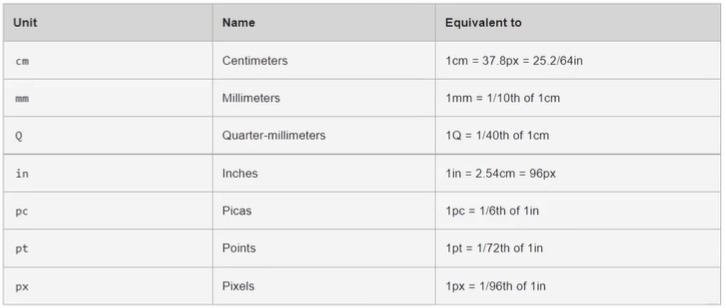 Unit Name Equivalent to
cm Centimeters 1cm = 37.8px = 25.2/64in
mm Millimeters 1mm = 1/10th of 1cm
Q Quarter-millimeters 1Q = 1/40th of 1cm
in Inches 1in = 2.54cm = 96px
pc Picas 1pc = 1/6th of 1in
pt Points 1pt = 1/72th of 1in
px Pixels 1px = 1/96th of 1in